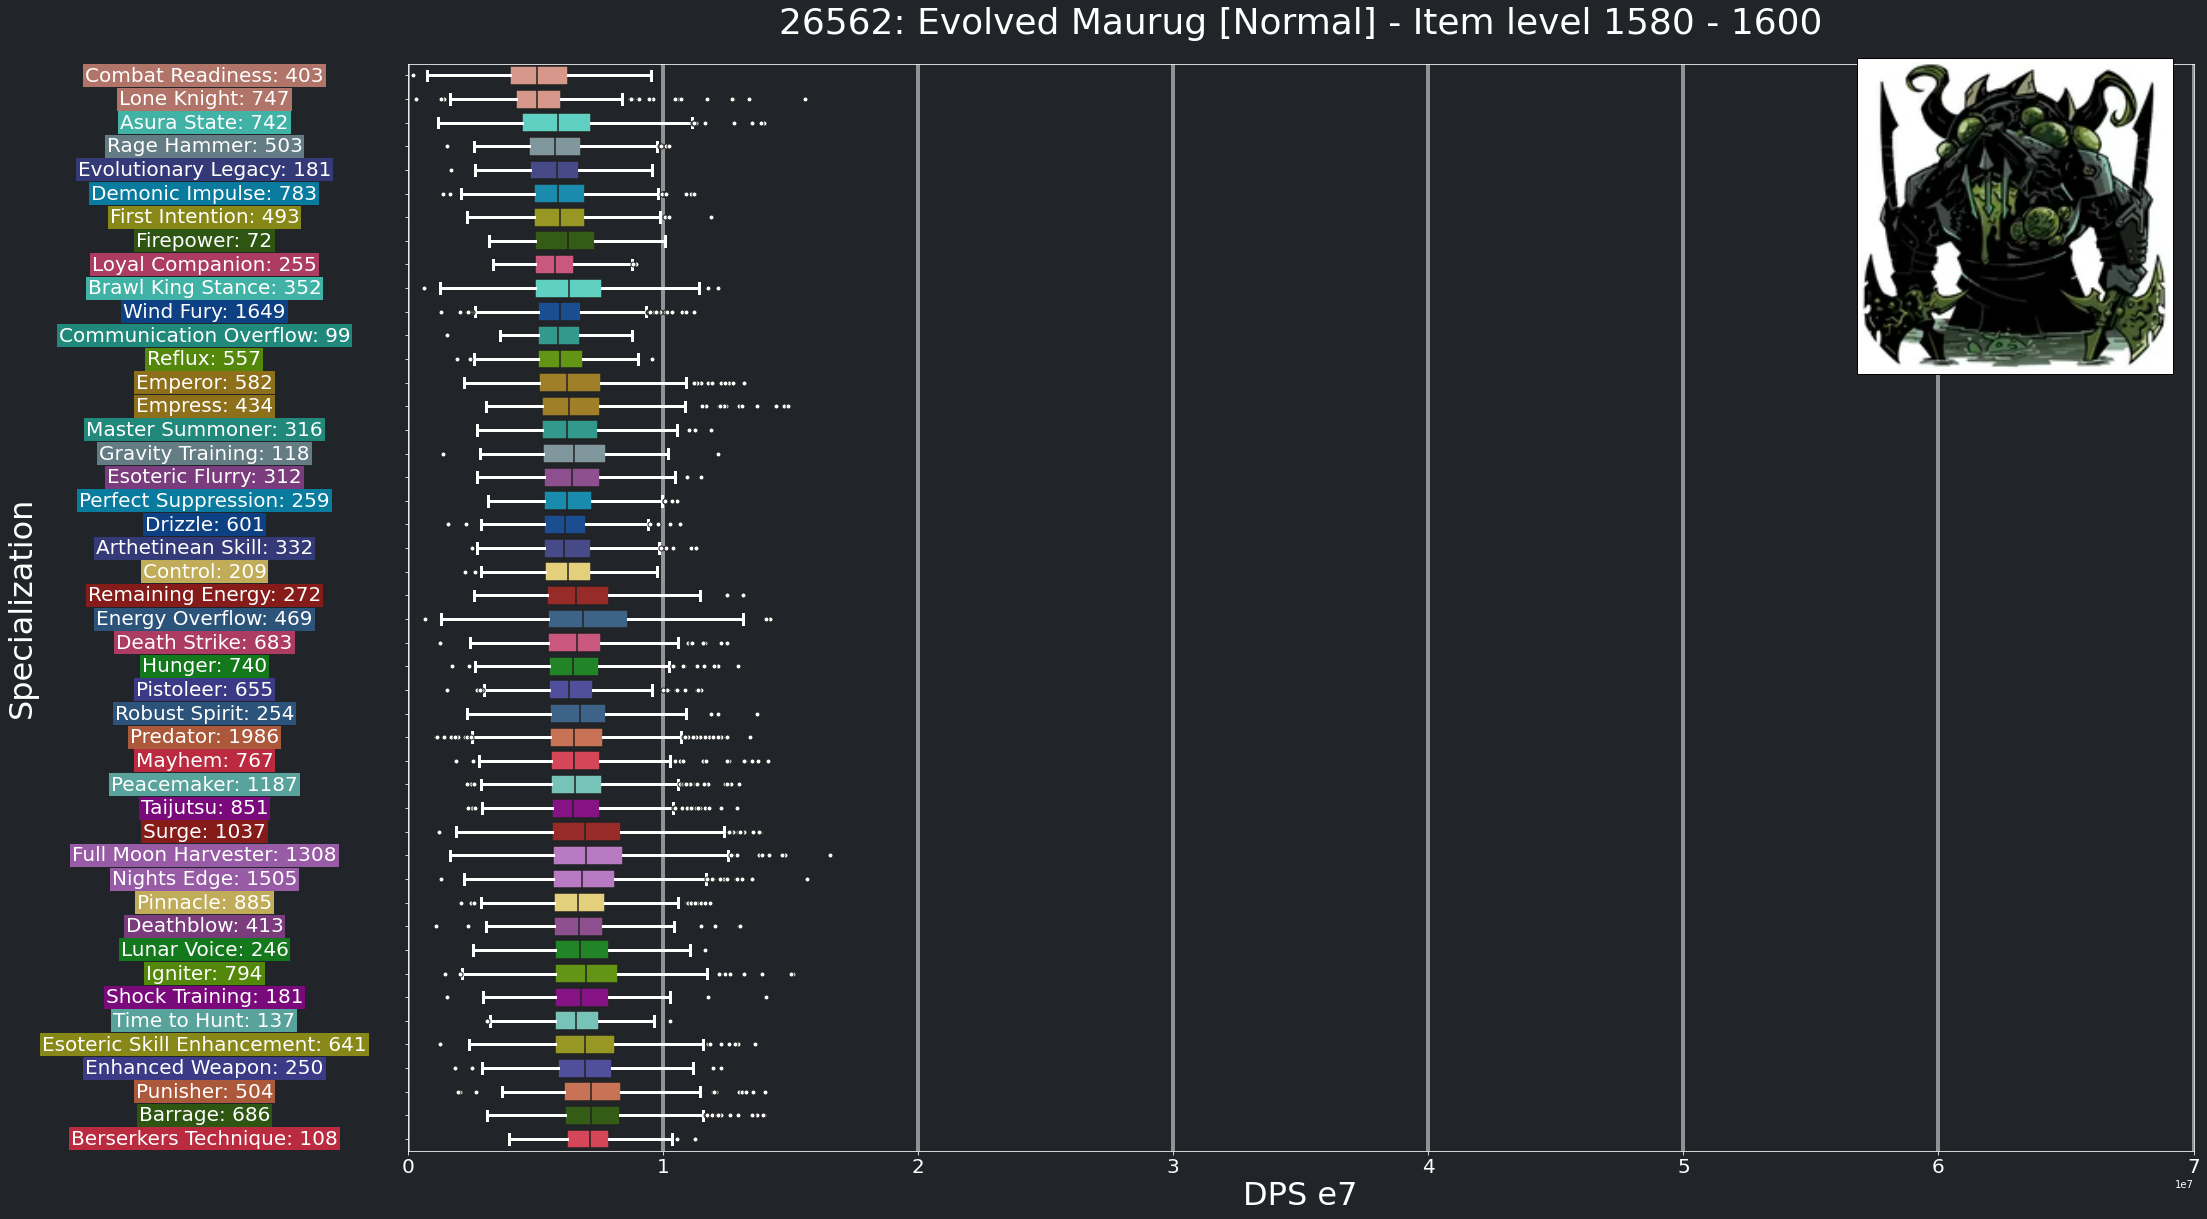 26562: Evolved Maurug [Normal] - Item level 1580 - 1600
Combat Readiness: 403
Lone Knight: 747
Asura State: 742
Rage Hammer: 503
Evolutionary Legacy: 181
Demonic Impulse: 783
First Intention: 493
Firepower: 72
Loyal Companion: 255
Brawl King Stance: 352
Wind Fury: 1649
Communication Overflow: 99
Reflux: 557
Emperor: 582
Empress: 434
Master Summoner: 316
Gravity Training: 118
Esoteric Flurry: 312
Perfect Suppression: 259
Drizzle: 601
Arthetinean Skill: 332
Control: 209
Remaining Energy: 272
Energy Overflow: 469
Death Strike: 683
Hunger: 740
Pistoleer: 655
Robust Spirit: 254
Predator: 1986
Mayhem: 767
Peacemaker: 1187
Taijutsu: 851
Surge: 1037
Full Moon Harvester: 1308
Nights Edge: 1505
Pinnacle: 885
Deathblow: 413
Lunar Voice: 246
Igniter: 794
Shock Training: 181
Time to Hunt: 137
Esoteric Skill Enhancement: 641
Enhanced Weapon: 250
Punisher: 504
Barrage: 686
Berserkers Technique: 108
Specialization
0 1 2 3 4 5 6 7
1e7
DPS e7